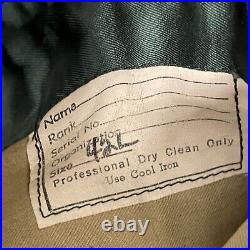 Name
Rank
Serial No.
Organization
Size 42L
Professional Dry Clean Only
Use Cool Iron